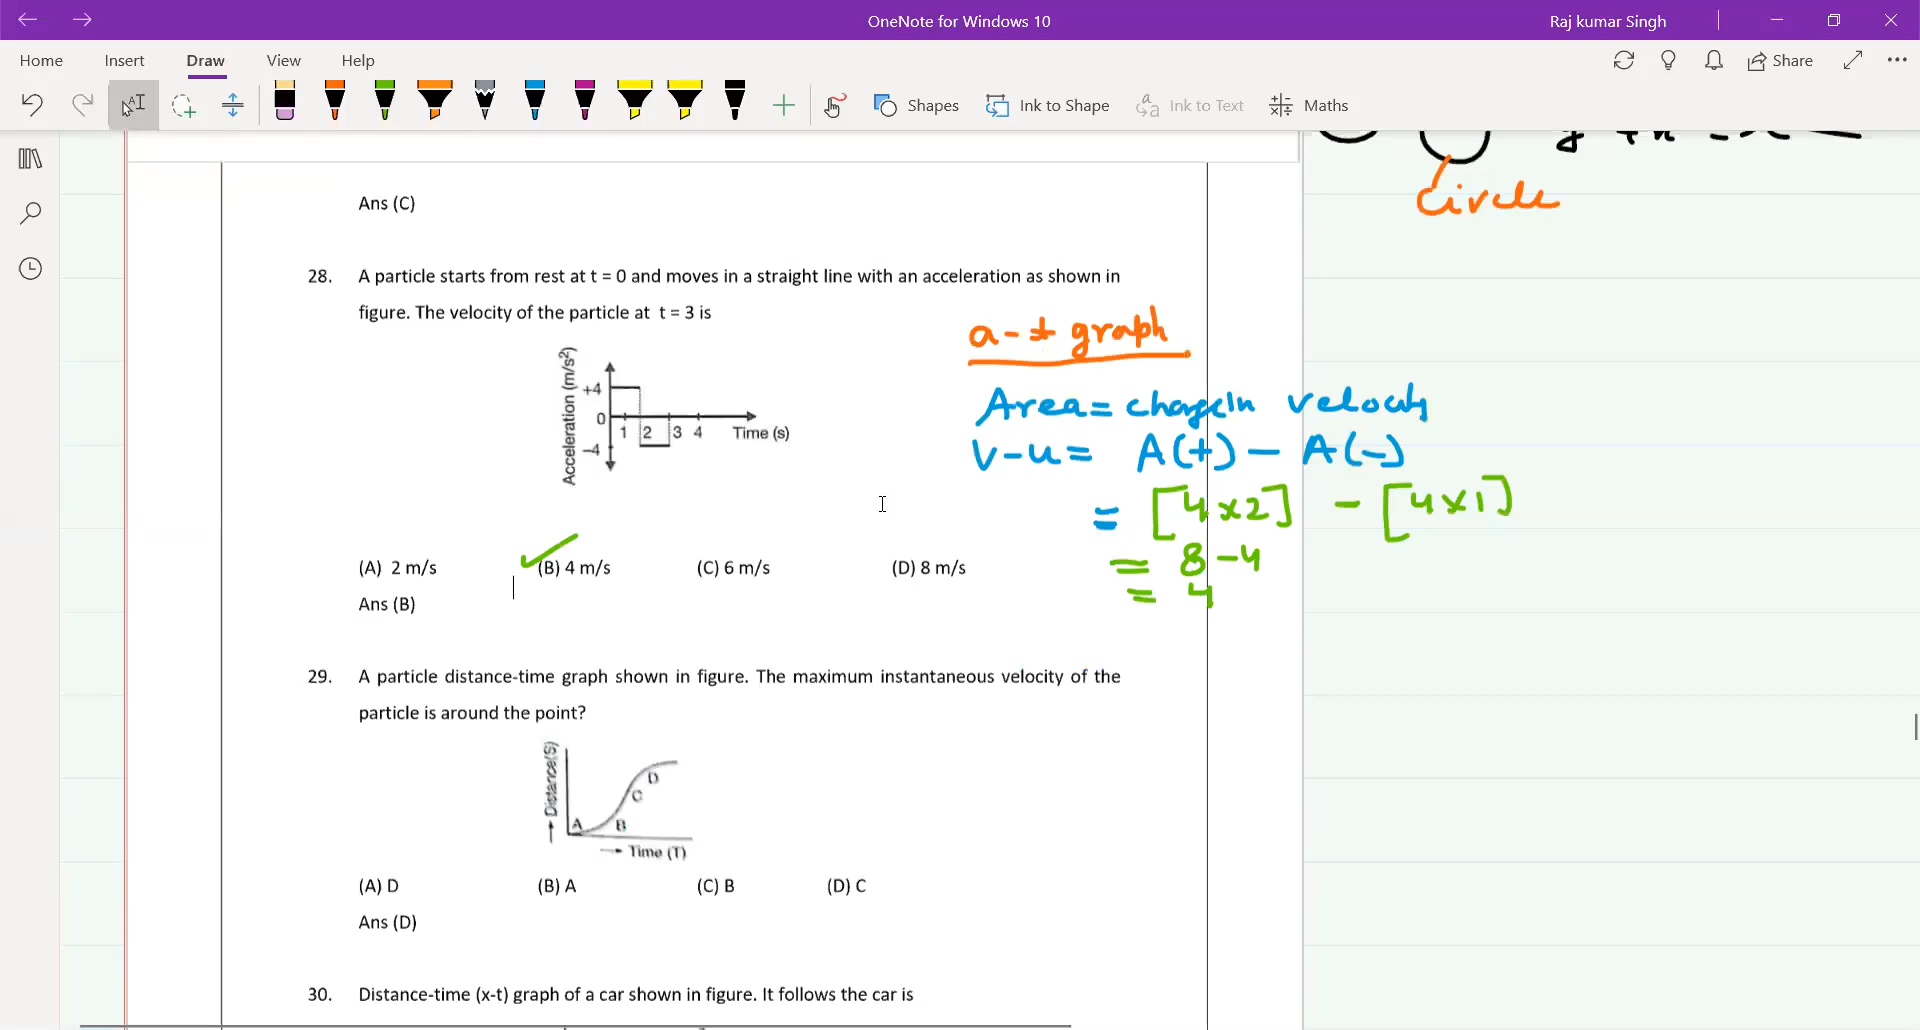 OneNote for Windows 10
Raj kumar Singh
Home Insert Draw View Help
Share
Shapes Ink to Shape Ink to Text Maths
Circle
Ans (C)
28. A particle starts from rest at t = 0 and moves in a straight line with an acceleration as shown in
figure. The velocity of the particle at t = 3 is
a-t graph
Acceleration (m/s²)
+4
0
-4
1 2 3 4 Time (s)
Area = change in velocity
v-u = A(+) - A(-)
= [4×2] - [4×1]
= 8-4
= 4
(A) 2 m/s (B) 4 m/s (C) 6 m/s (D) 8 m/s
Ans (B)
29. A particle distance-time graph shown in figure. The maximum instantaneous velocity of the
particle is around the point?
Distance(S)
D
C
A B
Time (T)
(A) D (B) A (C) B (D) C
Ans (D)
30. Distance-time (x-t) graph of a car shown in figure. It follows the car is